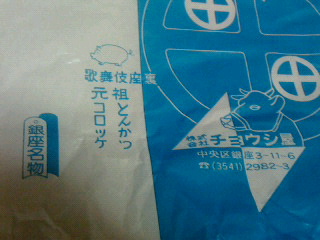 歌舞伎座裏
元祖とんかつ
元コロッケ
銀座名物
株式会社チョウシ屋
中央区銀座3-11-6
☎(3541)2982~3